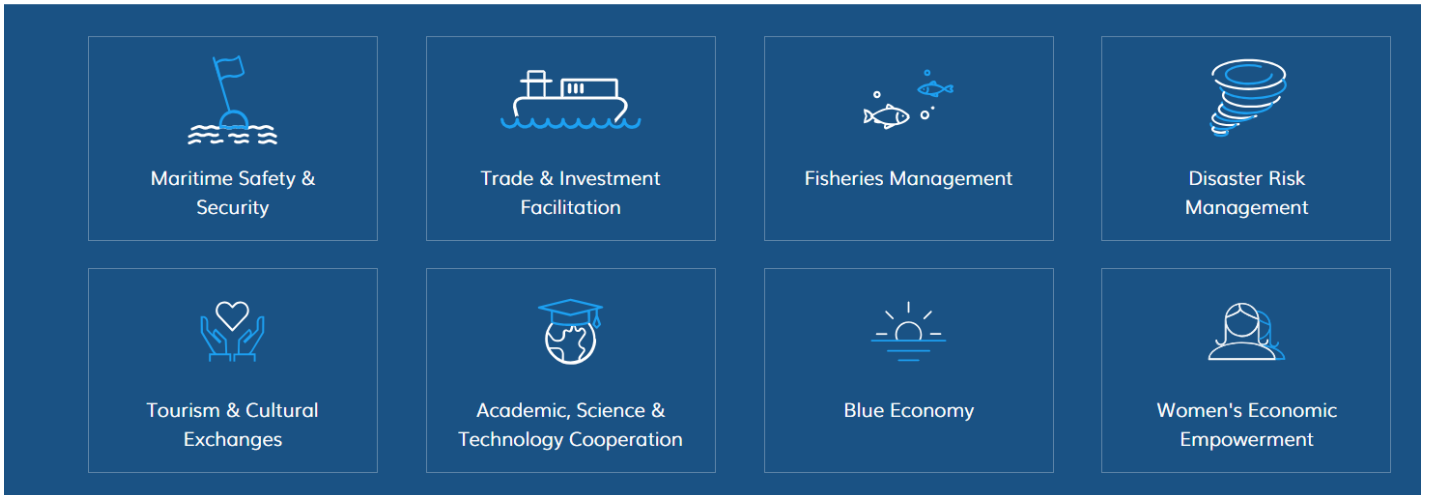 Maritime Safety &
Security
Trade & Investment
Facilitation
Fisheries Management
Disaster Risk
Management
Tourism & Cultural
Exchanges
Academic, Science &
Technology Cooperation
Blue Economy
Women's Economic
Empowerment